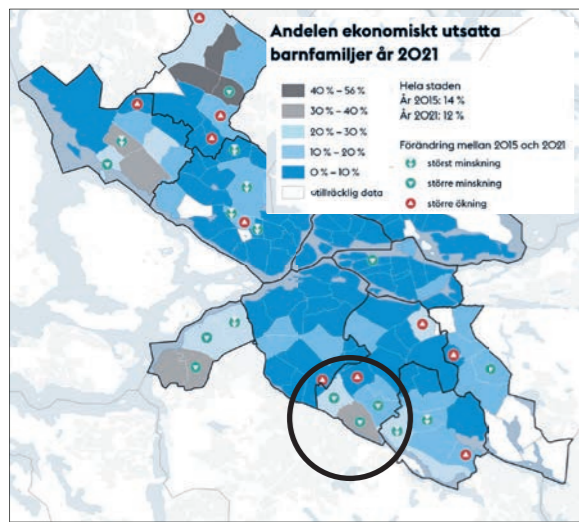 Andelen ekonomiskt utsatta
barnfamiljer år 2021
40 % – 56 %
30 % – 40 %
20 % – 30 %
10 % – 20 %
0 % – 10 %
otillräcklig data
Hela staden
År 2015: 14 %
År 2021: 12 %
Förändring mellan 2015 och 2021
störst minskning
större minskning
större ökning